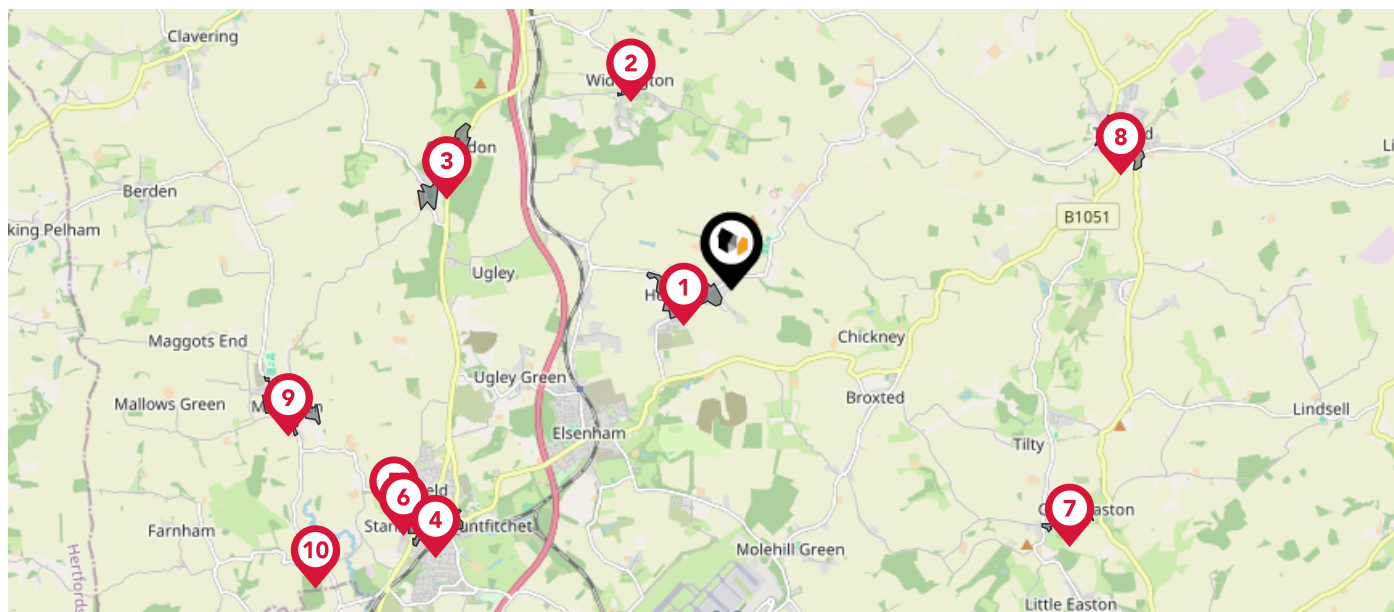 Clavering
2
3
8
Berden
B1051
king Pelham
Ugley
1
Maggots End
Chickney
Ugley Green
9
Mallows Green
Broxted
Lindsell
Elsenham
Tilty
6
4
7
Farnham
10
Molehill Green
Hertfords
Little Easton